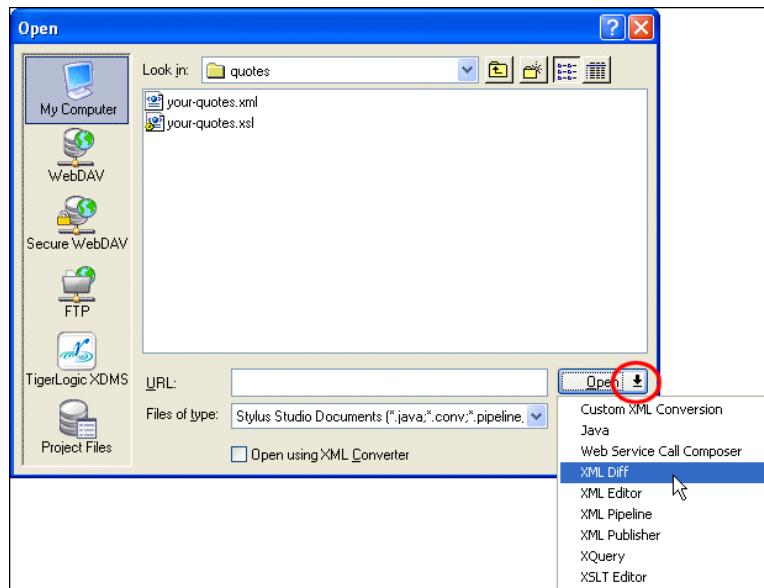 Open
My Computer
WebDAV
Secure WebDAV
FTP
TigerLogic XDMS
Project Files
Look in: quotes
your-quotes.xml
your-quotes.xsl
URL:
Open
Files of type: Stylus Studio Documents (*.java;*.conv;*.pipeline,
Open using XML Converter
Custom XML Conversion
Java
Web Service Call Composer
XML Diff
XML Editor
XML Pipeline
XML Publisher
XQuery
XSLT Editor